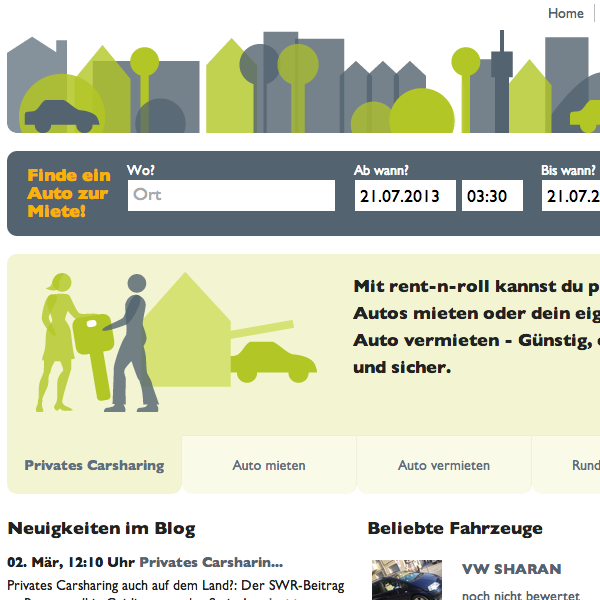 Home
Finde ein
Auto zur
Miete!
Wo?
Ort
Ab wann?
21.07.2013
03:30
Bis wann?
21.07.2
Mit rent-n-roll kannst du p
Autos mieten oder dein eig
Auto vermieten - Günstig,
und sicher.
Privates Carsharing
Auto mieten
Auto vermieten
Rund
Neuigkeiten im Blog
02. Mär, 12:10 Uhr Privates Carsharin...
Privates Carsharing auch auf dem Land?: Der SWR-Beitrag
Beliebte Fahrzeuge
VW SHARAN
noch nicht bewertet